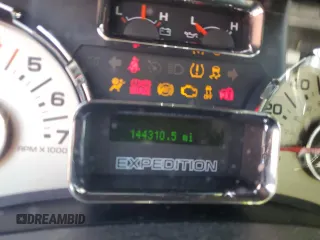 L H L H
5
6
7
RPM X 1000
20
144310.5 mi
EXPEDITION
DREAMBID